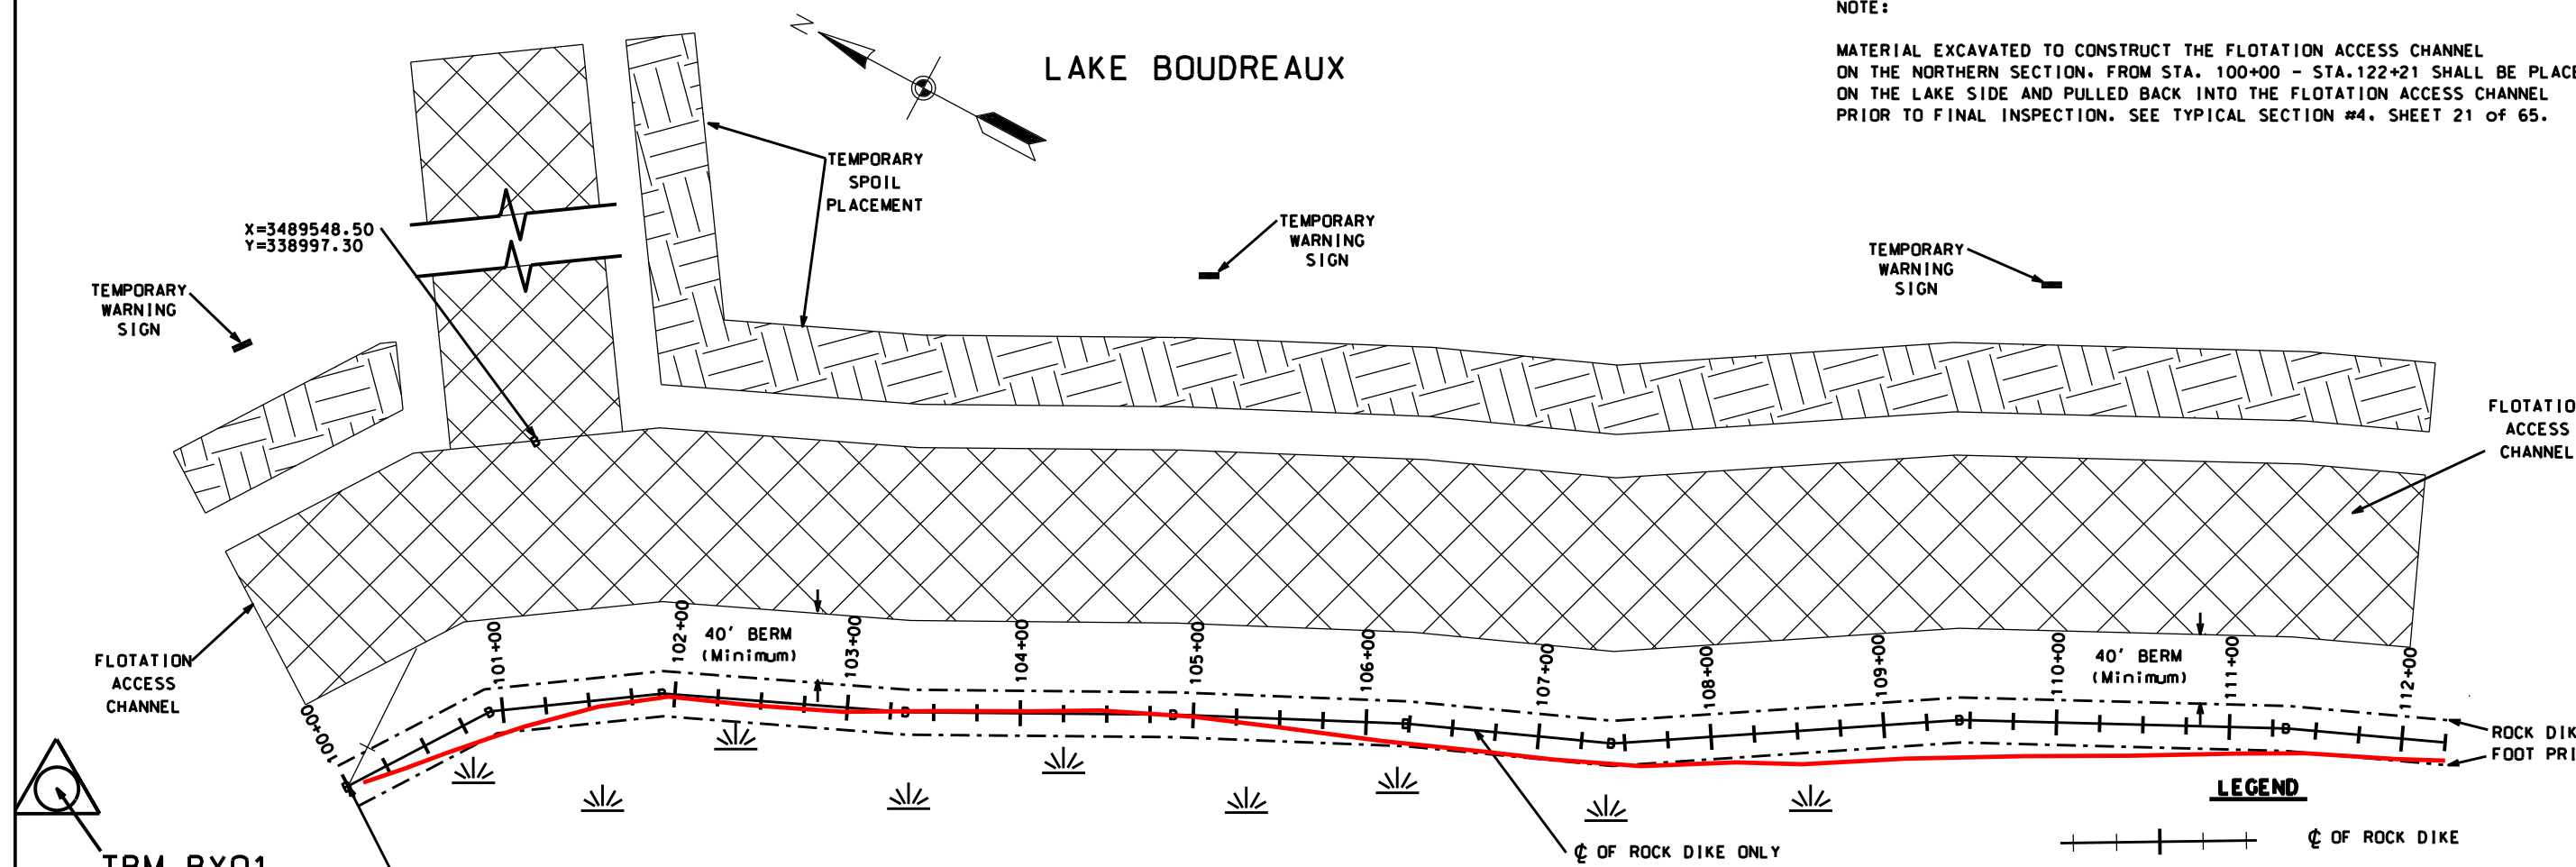 NOTE:
MATERIAL EXCAVATED TO CONSTRUCT THE FLOTATION ACCESS CHANNEL
ON THE NORTHERN SECTION. FROM STA. 100+00 - STA.122+21 SHALL BE PLACE
ON THE LAKE SIDE AND PULLED BACK INTO THE FLOTATION ACCESS CHANNEL
PRIOR TO FINAL INSPECTION. SEE TYPICAL SECTION #4. SHEET 21 of 65.
N
LAKE BOUDREAUX
TEMPORARY
SPOIL
PLACEMENT
X=3489548.50
Y=338997.30
TEMPORARY
WARNING
SIGN
TEMPORARY
WARNING
SIGN
TEMPORARY
WARNING
SIGN
FLOTATIO
ACCESS
CHANNEL
FLOTATION
ACCESS
CHANNEL
40' BERM
(Minimum)
40' BERM
(Minimum)
100+00
101+00
102+00
103+00
104+00
105+00
106+00
107+00
108+00
109+00
110+00
111+00
112+00
ROCK DIK
FOOT PRI
LEGEND
℄ OF ROCK DIKE
℄ OF ROCK DIKE ONLY